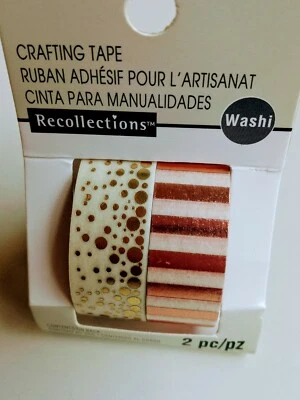 CRAFTING TAPE
RUBAN ADHÉSIF POUR L'ARTISANAT
CINTA PARA MANUALIDADES
Recollections™
Washi
2 pc/pz